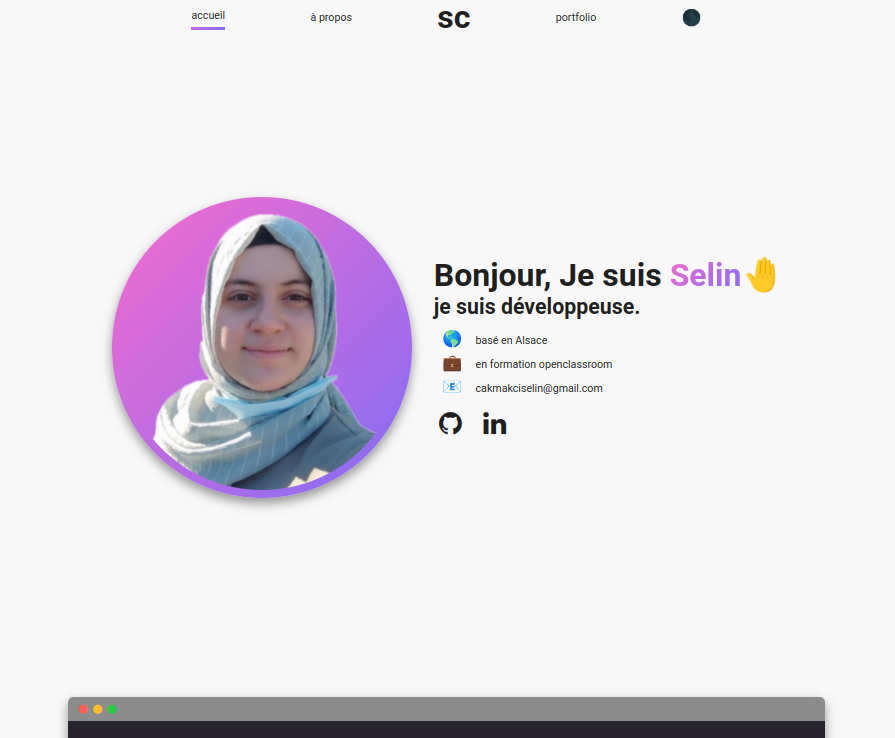 accueil
à propos
sc
portfolio
Bonjour, Je suis Selin🤚
je suis développeuse.
basé en Alsace
en formation openclassroom
cakmakciselin@gmail.com
in